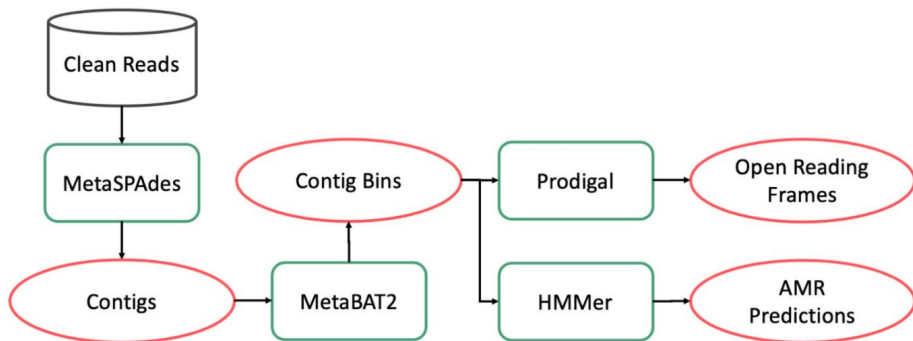 Clean Reads
MetaSPAdes
Contigs
MetaBAT2
Contig Bins
Prodigal
Open Reading
Frames
HMMer
AMR
Predictions